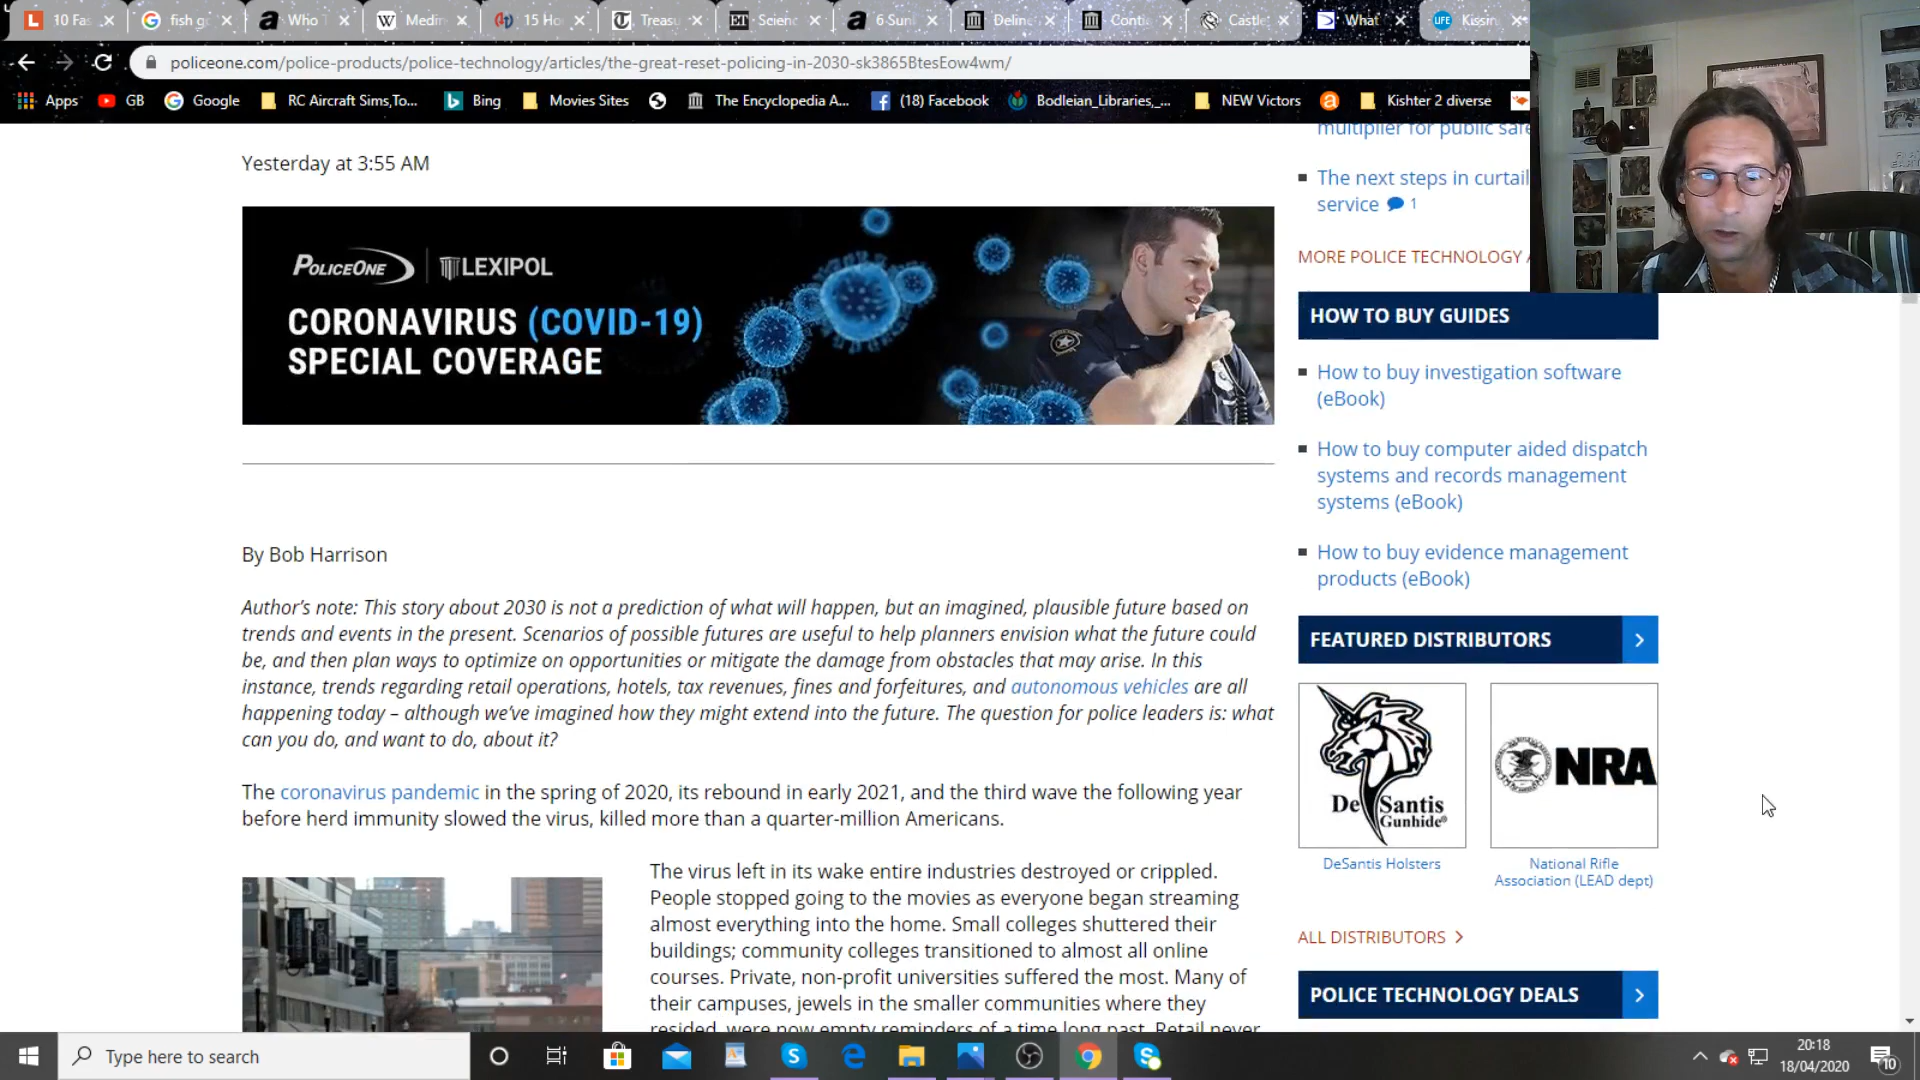 10 Fas
fish g
Who T
Medir
15 Ho
Treasu
Scienc
6 Sun
Delin
Conti
Castle
What
Kissin
policeone.com/police-products/police-technology/articles/the-great-reset-policing-in-2030-sk3865BtesEow4wm/
Apps
GB
Google
RC Aircraft Sims,To...
Bing
Movies Sites
The Encyclopedia A...
(18) Facebook
Bodleian_Libraries,_...
NEW Victors
Kishter 2 diverse
Yesterday at 3:55 AM
POLICEONE LEXIPOL
CORONAVIRUS (COVID-19)
SPECIAL COVERAGE
By Bob Harrison
Author's note: This story about 2030 is not a prediction of what will happen, but an imagined, plausible future based on
trends and events in the present. Scenarios of possible futures are useful to help planners envision what the future could
be, and then plan ways to optimize on opportunities or mitigate the damage from obstacles that may arise. In this
instance, trends regarding retail operations, hotels, tax revenues, fines and forfeitures, and autonomous vehicles are all
happening today – although we've imagined how they might extend into the future. The question for police leaders is: what
can you do, and want to do, about it?
The coronavirus pandemic in the spring of 2020, its rebound in early 2021, and the third wave the following year
before herd immunity slowed the virus, killed more than a quarter-million Americans.
The virus left in its wake entire industries destroyed or crippled.
People stopped going to the movies as everyone began streaming
almost everything into the home. Small colleges shuttered their
buildings; community colleges transitioned to almost all online
courses. Private, non-profit universities suffered the most. Many of
their campuses, jewels in the smaller communities where they
resided, were now empty reminders of a time long past. Retail never
multiplier for public safe
The next steps in curtail
service 1
MORE POLICE TECHNOLOGY A
HOW TO BUY GUIDES
How to buy investigation software
(eBook)
How to buy computer aided dispatch
systems and records management
systems (eBook)
How to buy evidence management
products (eBook)
FEATURED DISTRIBUTORS
DeSantis
Gunhide®
NRA
DeSantis Holsters
National Rifle
Association (LEAD dept)
ALL DISTRIBUTORS
POLICE TECHNOLOGY DEALS
Type here to search
20:18
18/04/2020
10